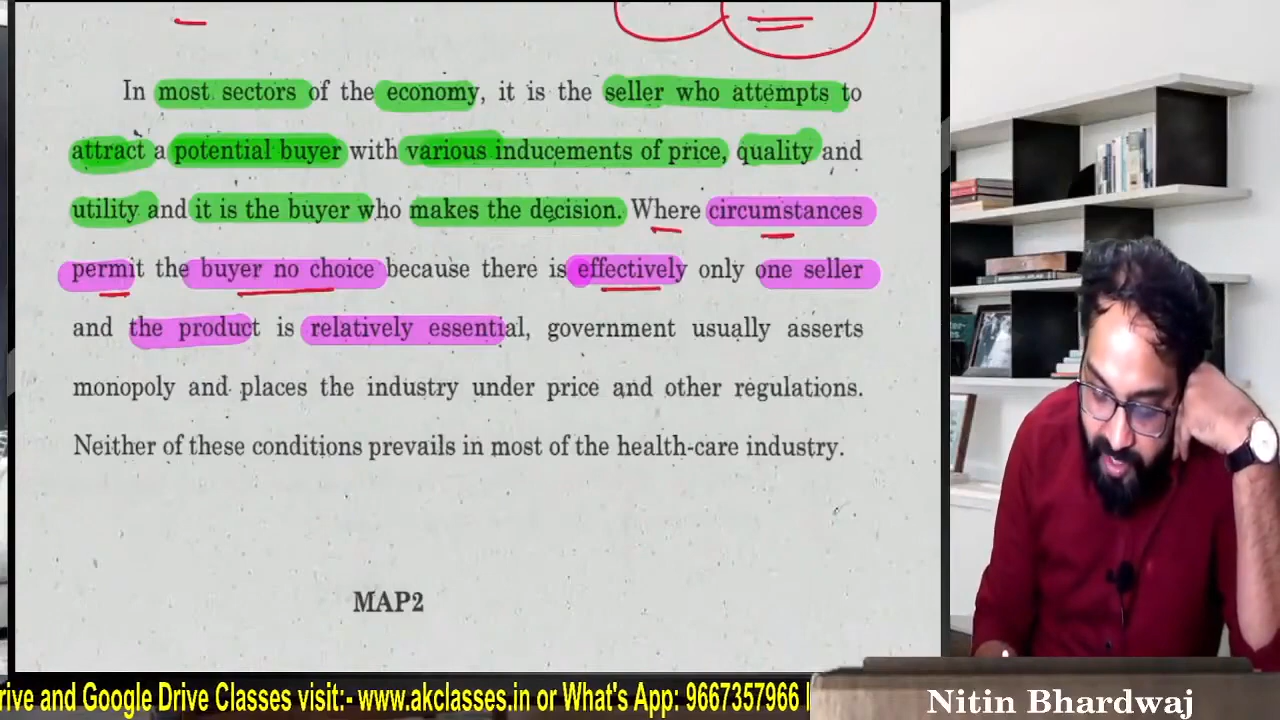 In most sectors of the economy, it is the seller who attempts to
attract a potential buyer with various inducements of price, quality and
utility and it is the buyer who makes the decision. Where circumstances
permit the buyer no choice because there is effectively only one seller
and the product is relatively essential, government usually asserts
monopoly and places the industry under price and other regulations.
Neither of these conditions prevails in most of the health-care industry.
MAP2
rive and Google Drive Classes visit:- www.akclasses.in or What's App: 9667357966
Nitin Bhardwaj